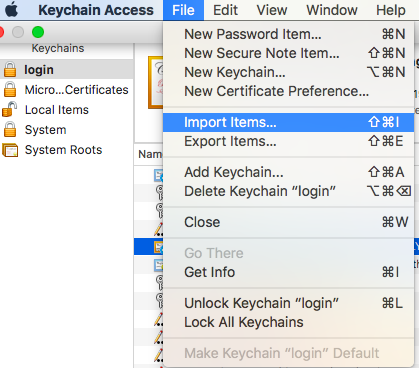 Keychain Access File Edit View Window Help
Keychains
login
Micro...Certificates
Local Items
System
System Roots
New Password Item... ⌘N
New Secure Note Item... ⇧⌘N
New Keychain... ⌥⌘N
New Certificate Preference...
Import Items... ⇧⌘I
Export Items... ⇧⌘E
Add Keychain... ⇧⌘A
Delete Keychain “login” ⌥⌘⌫
Close ⌘W
Go There
Get Info ⌘I
Unlock Keychain “login” ⌘L
Lock All Keychains
Make Keychain “login” Default